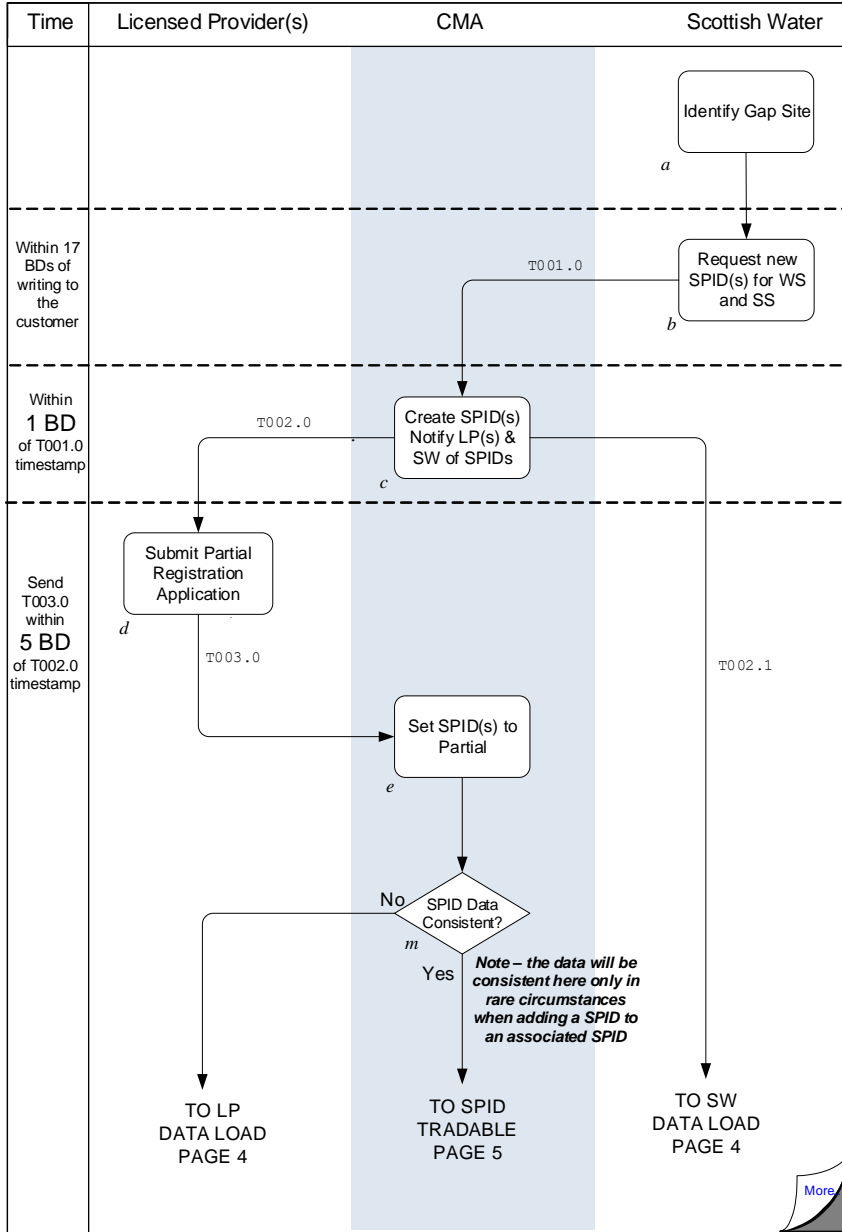 Time
Licensed Provider(s)
CMA
Scottish Water
Identify Gap Site
a
Within 17
BDs of
writing to
the
customer
T001.0
Request new
SPID(s) for WS
and SS
b
Within
1 BD
of T001.0
timestamp
T002.0
Create SPID(s)
Notify LP(s) &
SW of SPIDs
c
Send
T003.0
within
5 BD
of T002.0
timestamp
Submit Partial
Registration
Application
d
T003.0
T002.1
Set SPID(s) to
Partial
e
No
SPID Data
Consistent?
m
Yes
Note – the data will be
consistent here only in
rare circumstances
when adding a SPID to
an associated SPID
TO LP
DATA LOAD
PAGE 4
TO SPID
TRADABLE
PAGE 5
TO SW
DATA LOAD
PAGE 4
More..